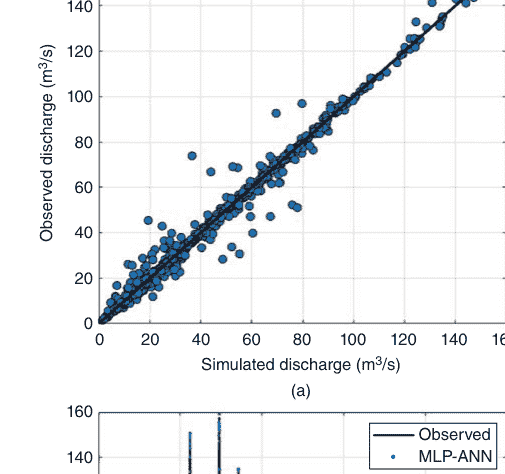 140
120
100
80
60
40
20
0
Observed discharge (m³/s)
0 20 40 60 80 100 120 140
Simulated discharge (m³/s)
(a)
160
140
Observed
MLP-ANN